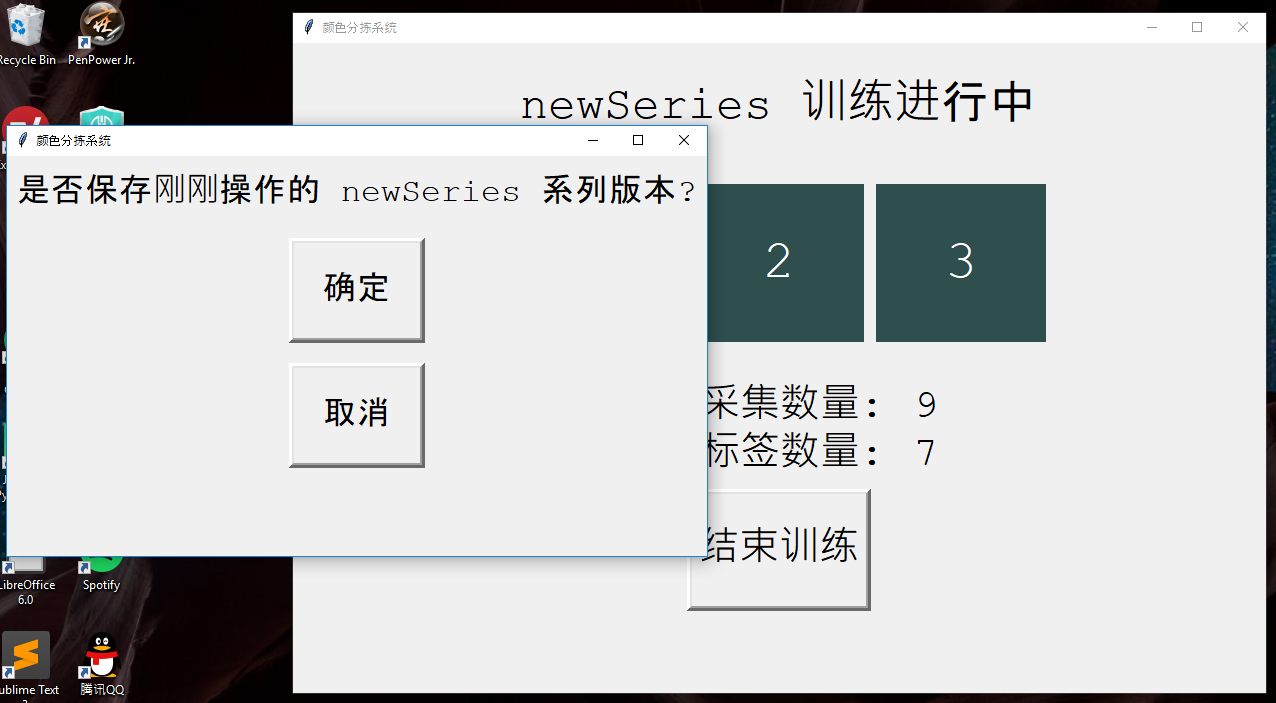 Recycle Bin
PenPower Jr.
颜色分拣系统
newSeries 训练进行中
颜色分拣系统
是否保存刚刚操作的 newSeries 系列版本?
确定
取消
2
3
采集数量: 9
标签数量: 7
结束训练
LibreOffice
6.0
Spotify
Sublime Text
腾讯QQ